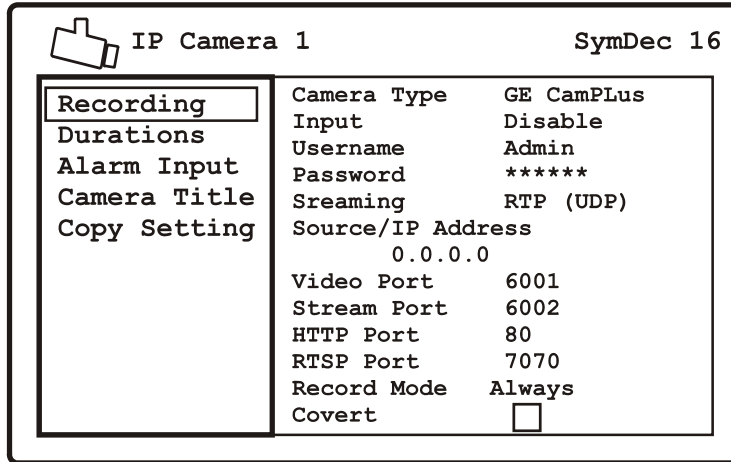 IP Camera 1 SymDec 16
Recording
Durations
Alarm Input
Camera Title
Copy Setting
Camera Type GE CamPLus
Input Disable
Username Admin
Password ******
Sreaming RTP (UDP)
Source/IP Address
0.0.0.0
Video Port 6001
Stream Port 6002
HTTP Port 80
RTSP Port 7070
Record Mode Always
Covert